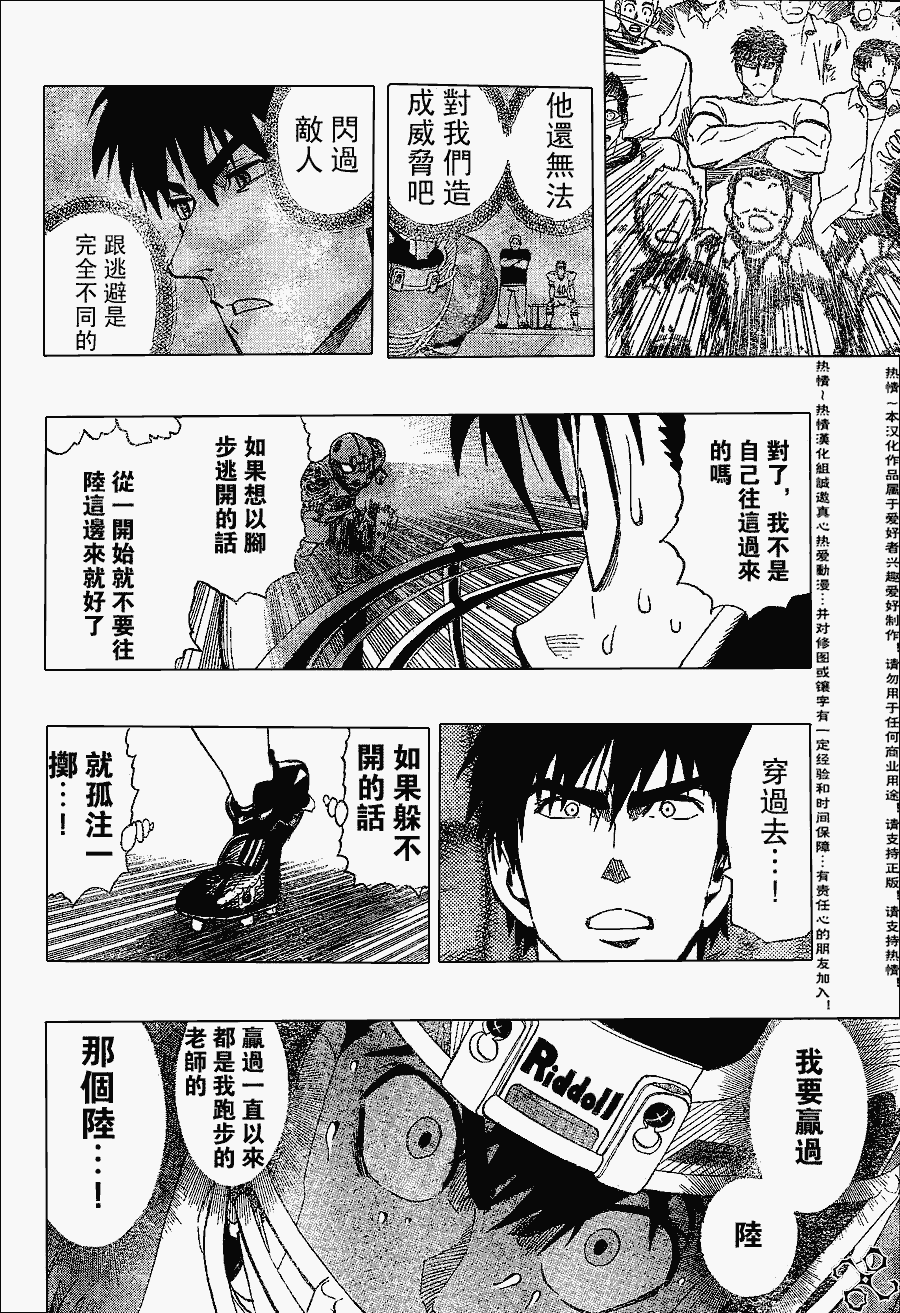 他還無法
對我們造
成威脅吧
閃過
敵人
跟逃避是
完全不同的
對了，我不是
自己往這過來
的嗎
如果想以腳
步逃開的話
從一開始就不要往
陸這邊來就好了
穿過去…！
如果躲不
開的話
就孤注一
擲…！
Riddell
我要贏過
陸
贏過一直以來
都是我跑步的
老師的
那個陸…！
热情～本汉化作品属于爱好者兴趣爱好制作！请勿用于任何商业用途！请支持正版！请支持热情！
热情～热情漢化組誠邀真心热爱動漫…并对修图或镶字有一定经验和时间保障…有责任心的朋友加入！